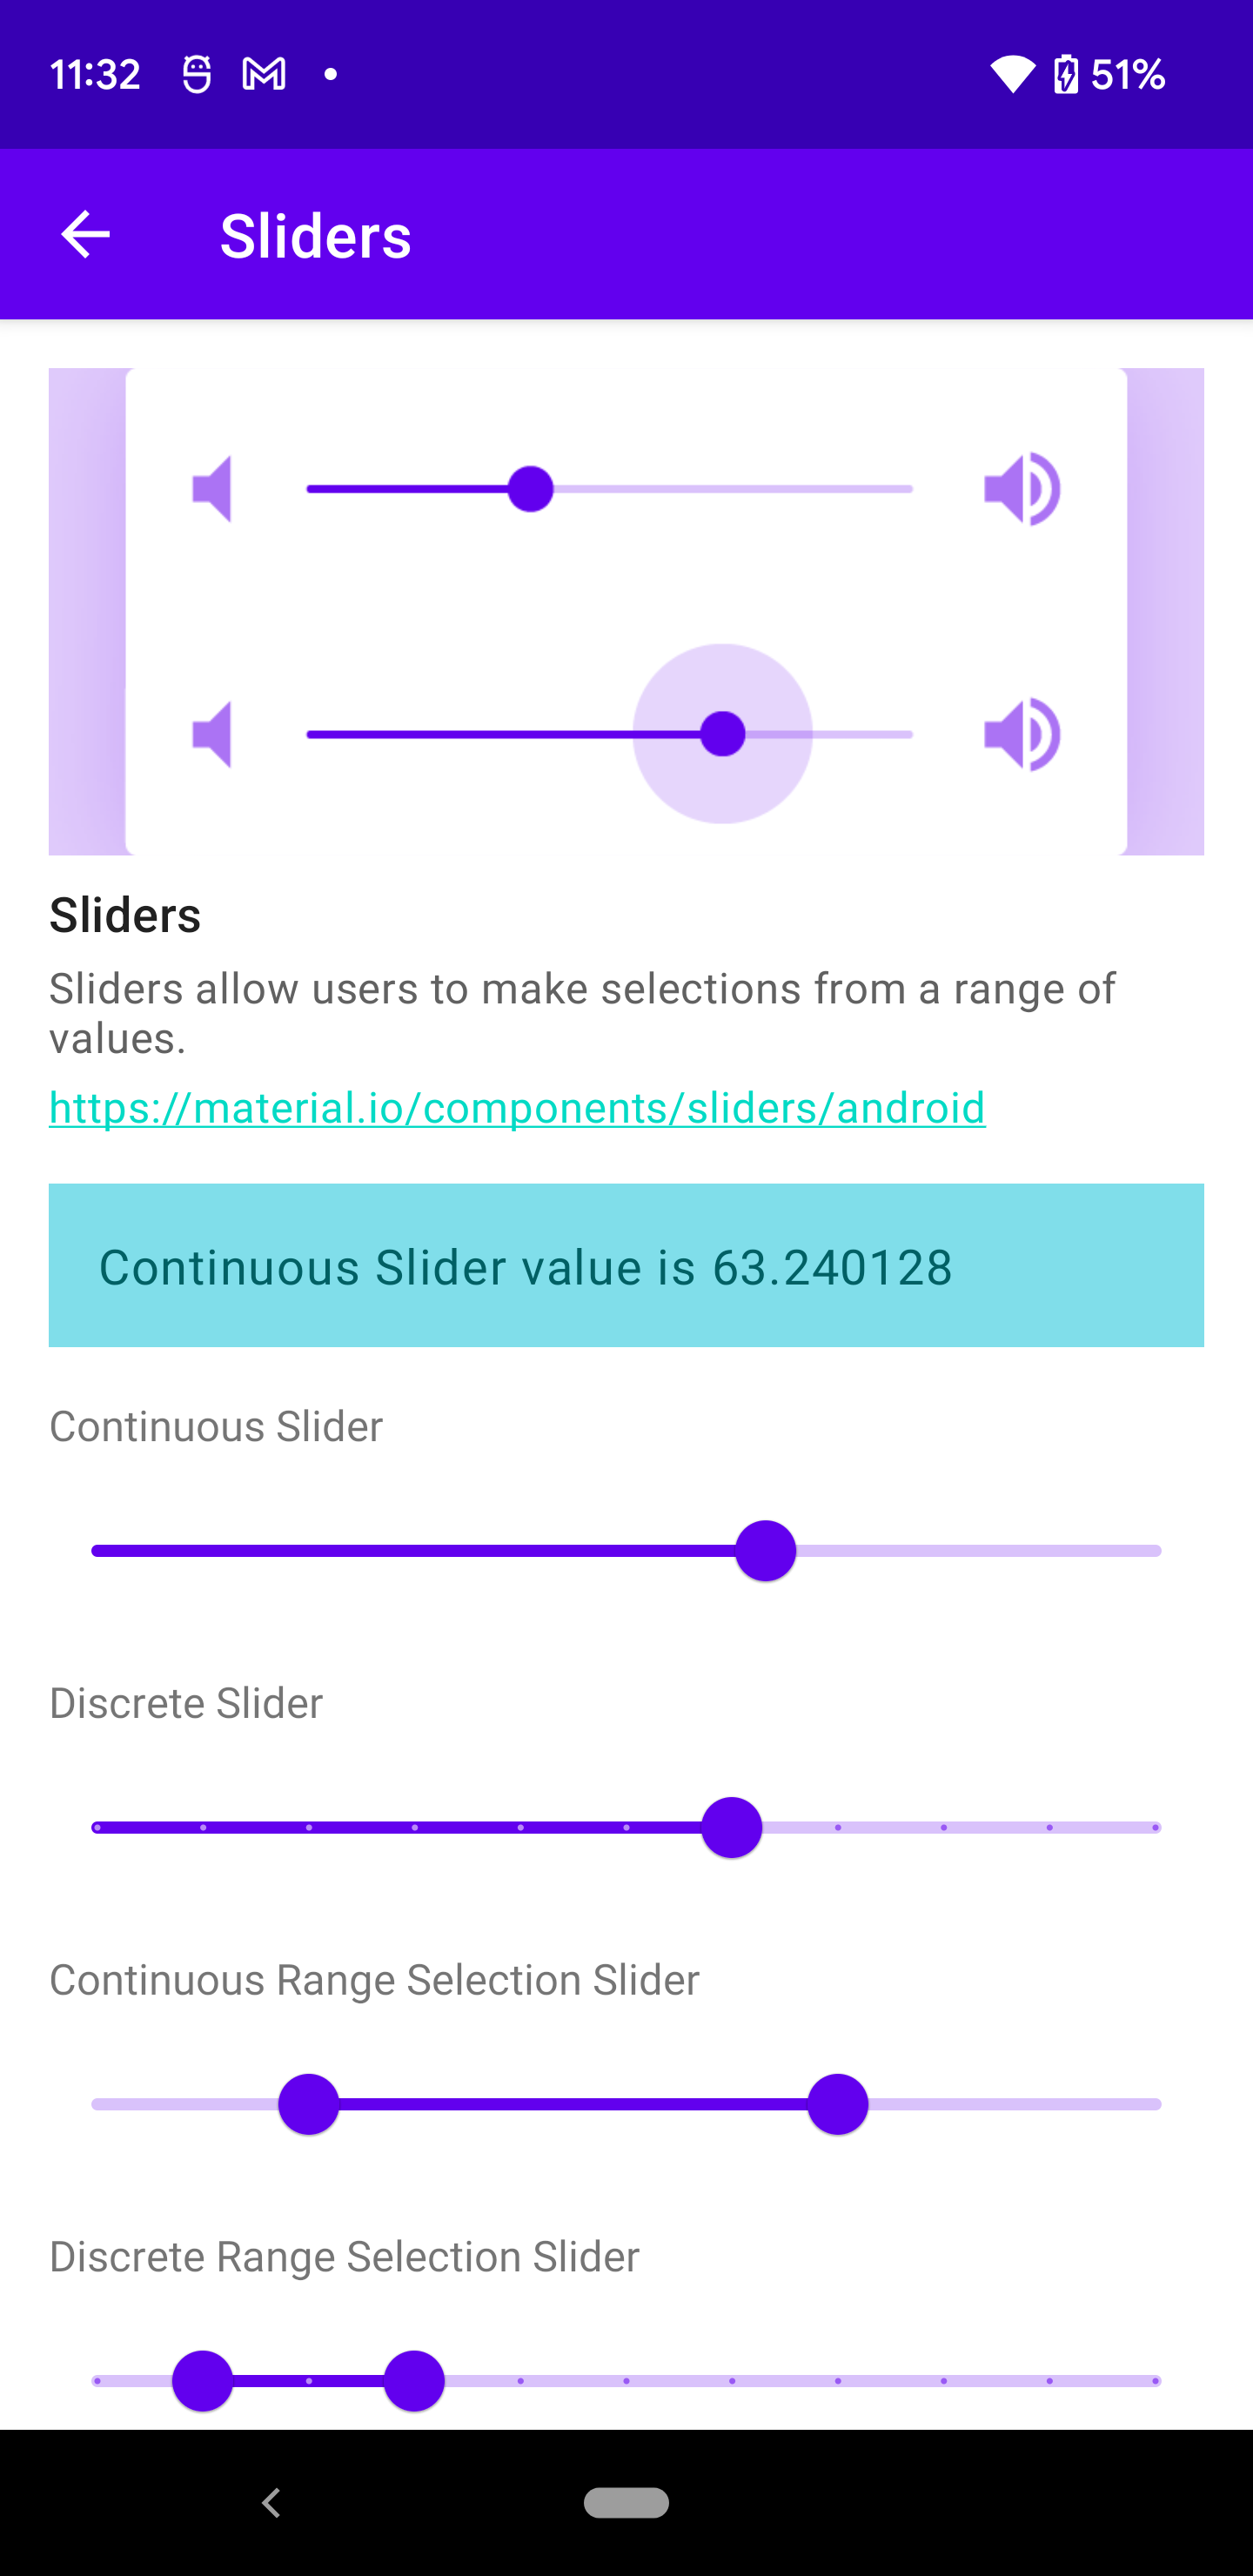 11:32 51%
Sliders
Sliders
Sliders allow users to make selections from a range of
values.
https://material.io/components/sliders/android
Continuous Slider value is 63.240128
Continuous Slider
Discrete Slider
Continuous Range Selection Slider
Discrete Range Selection Slider